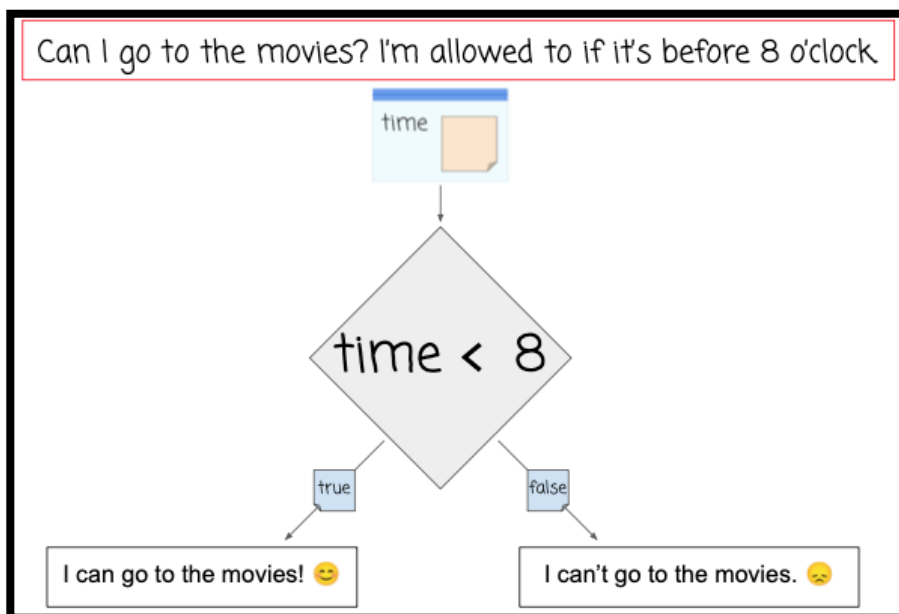 Can I go to the movies? I'm allowed to if it's before 8 o'clock.
time
time < 8
true
false
I can go to the movies! 😊
I can't go to the movies. 😞